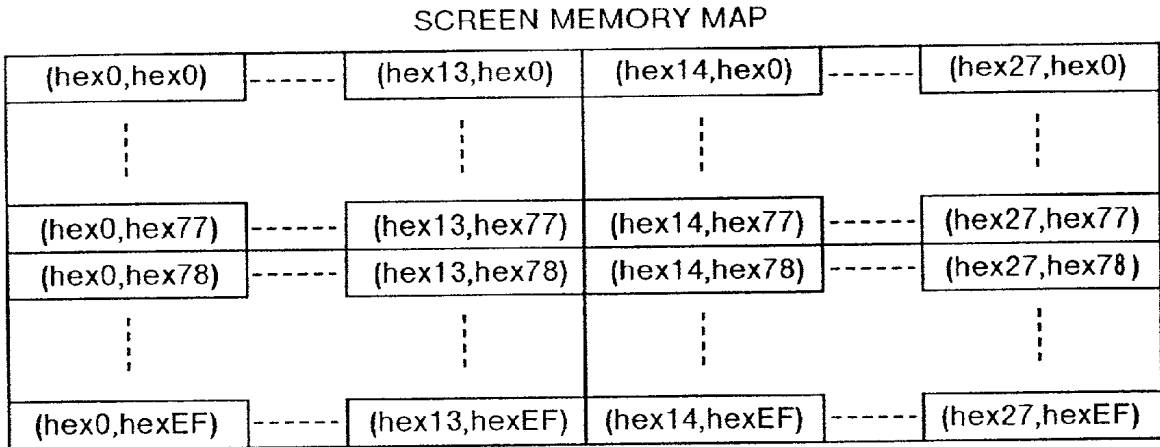 SCREEN MEMORY MAP
(hex0,hex0) (hex13,hex0) (hex14,hex0) (hex27,hex0)
(hex0,hex77) (hex13,hex77) (hex14,hex77) (hex27,hex77)
(hex0,hex78) (hex13,hex78) (hex14,hex78) (hex27,hex78)
(hex0,hexEF) (hex13,hexEF) (hex14,hexEF) (hex27,hexEF)